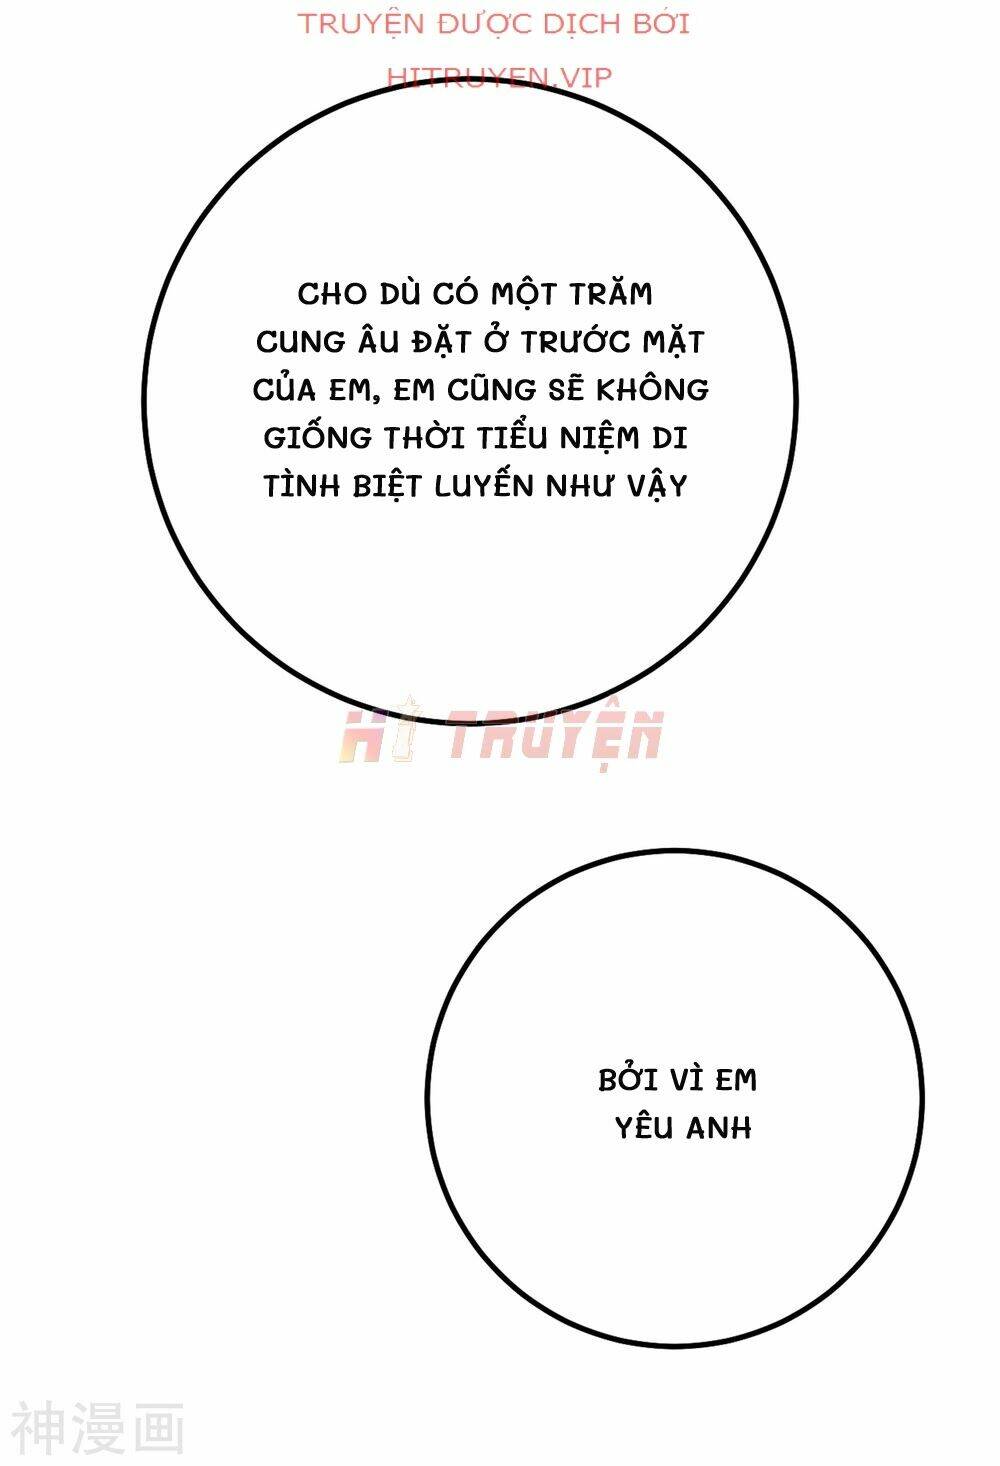 TRUYỆN ĐƯỢC DỊCH BỞI
HITRUYEN.VIP
CHO DÙ CÓ MỘT TRĂM
CUNG ÂU ĐẶT Ở TRƯỚC MẶT
CỦA EM, EM CŨNG SẼ KHÔNG
GIỐNG THỜI TIỂU NIỆM DI
TÌNH BIỆT LUYẾN NHƯ VẬY
HI TRUYỆN
BỞI VÌ EM
YÊU ANH
神漫画